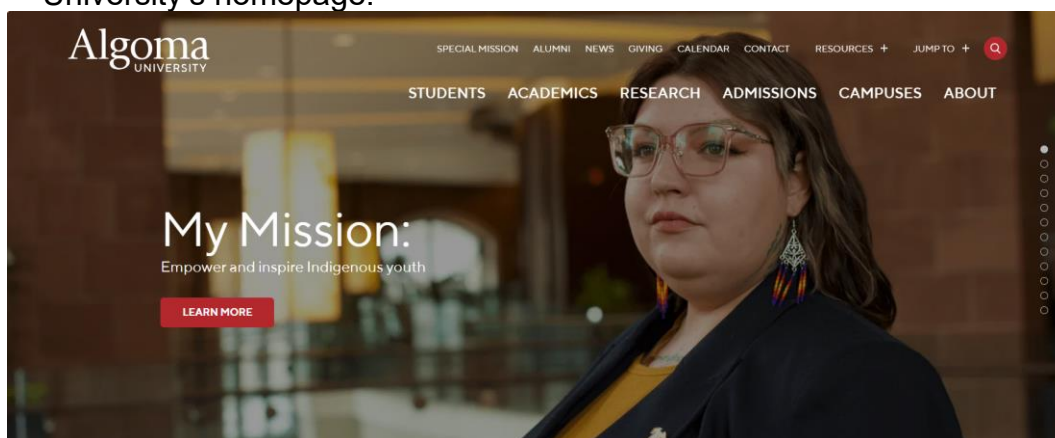 University's homepage.
Algoma
UNIVERSITY
SPECIAL MISSION ALUMNI NEWS GIVING CALENDAR CONTACT RESOURCES + JUMP TO +
STUDENTS ACADEMICS RESEARCH ADMISSIONS CAMPUSES ABOUT
My Mission:
Empower and inspire Indigenous youth
LEARN MORE